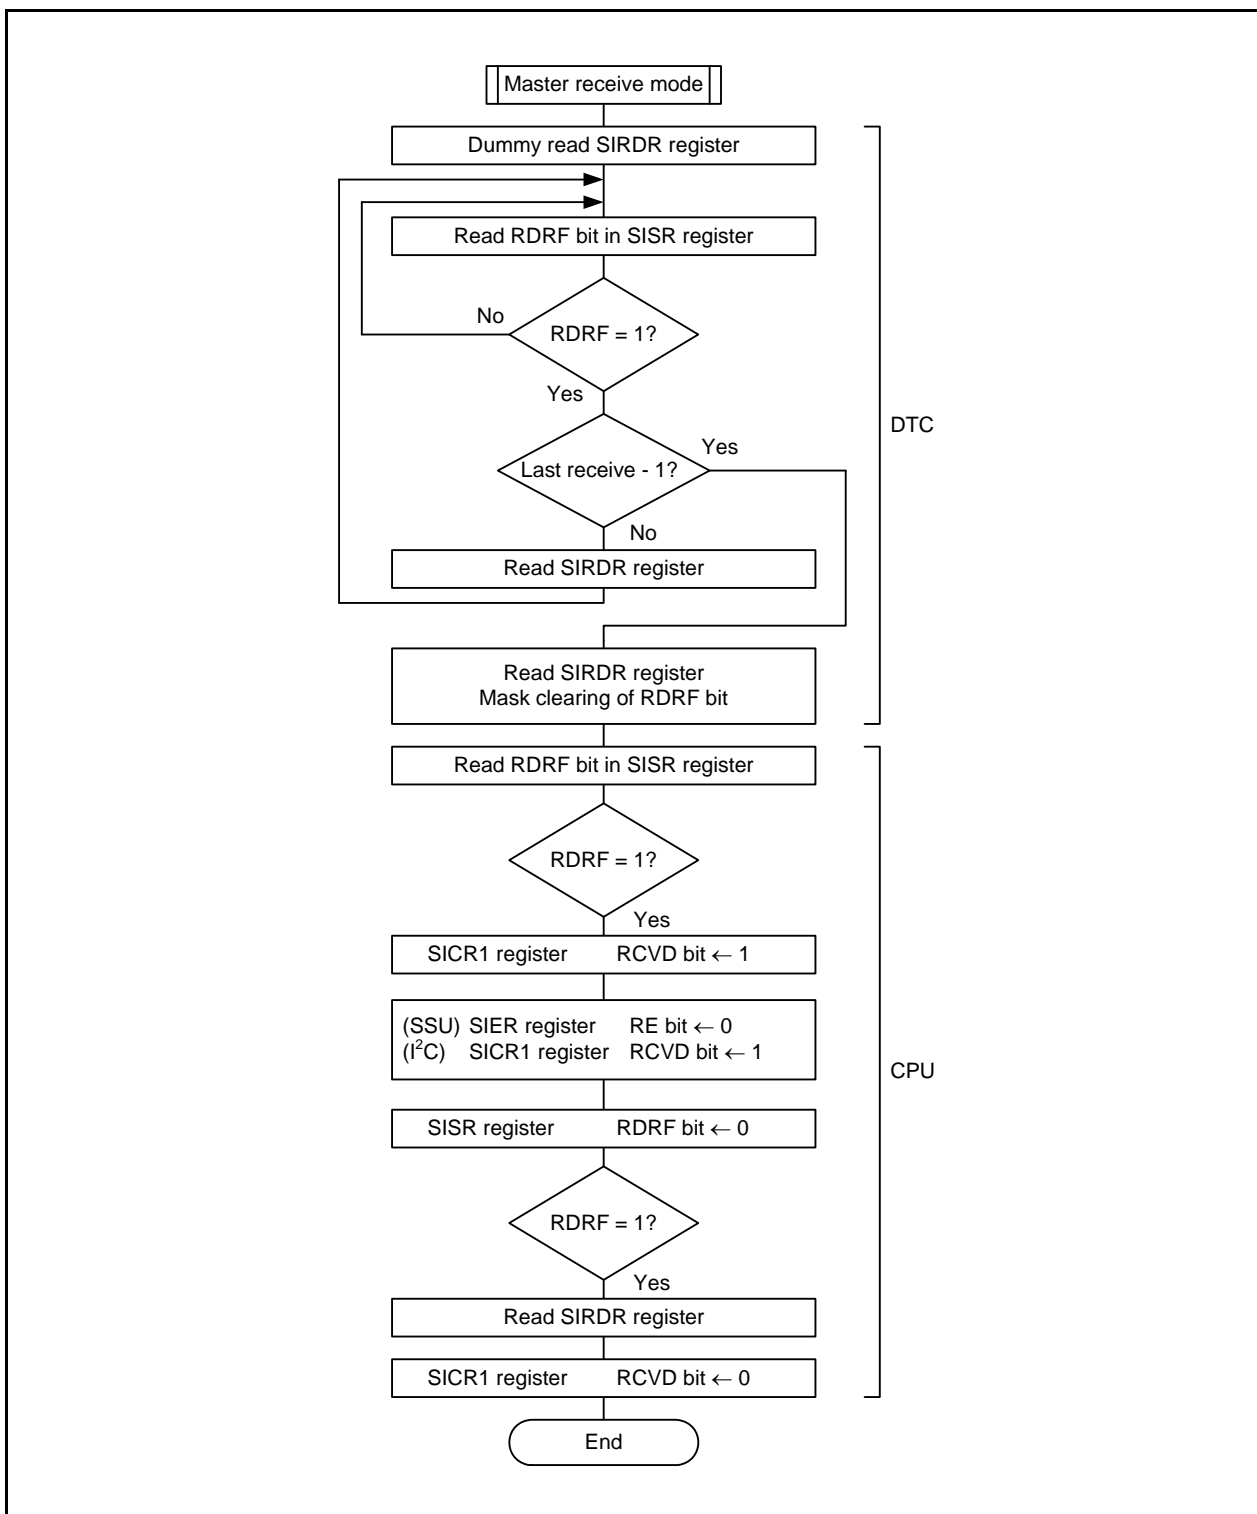 Master receive mode
Dummy read SIRDR register
Read RDRF bit in SISR register
No
RDRF = 1?
Yes
Yes
Last receive - 1?
DTC
No
Read SIRDR register
Read SIRDR register
Mask clearing of RDRF bit
Read RDRF bit in SISR register
RDRF = 1?
Yes
SICR1 register RCVD bit ← 1
(SSU) SIER register RE bit ← 0
(I²C) SICR1 register RCVD bit ← 1
CPU
SISR register RDRF bit ← 0
RDRF = 1?
Yes
Read SIRDR register
SICR1 register RCVD bit ← 0
End